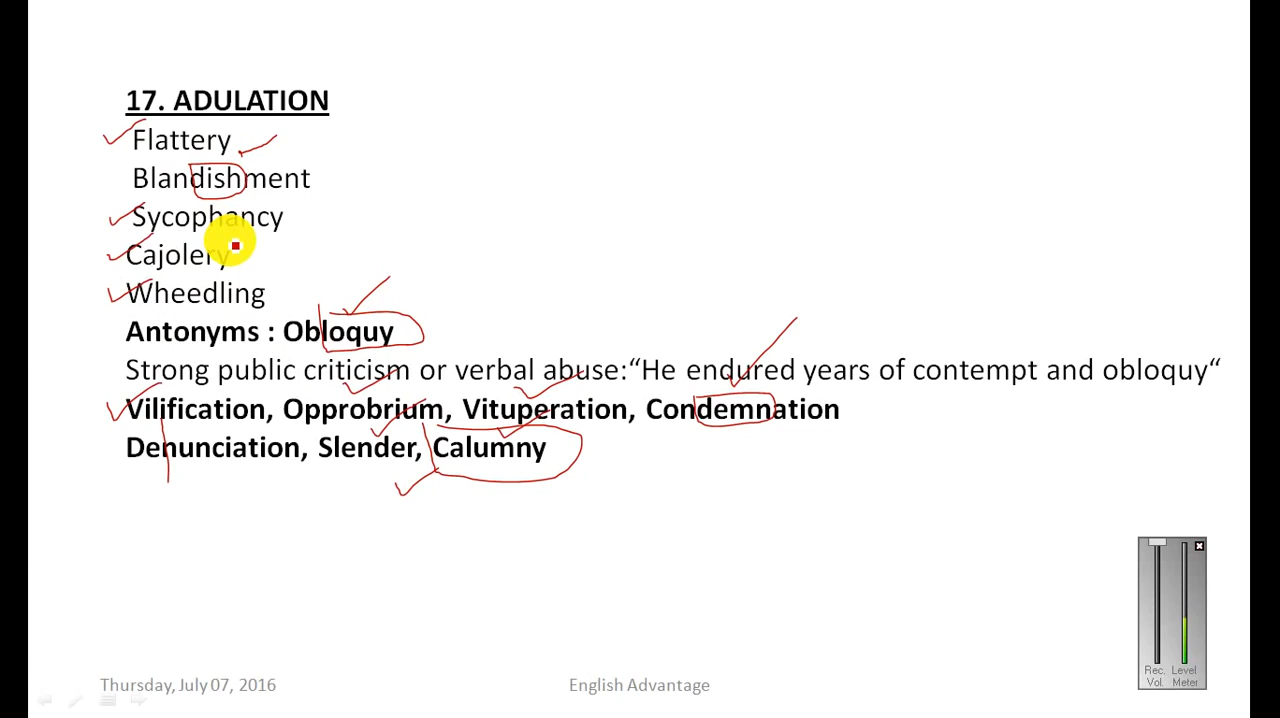 17. ADULATION
Flattery
Blandishment
Sycophancy
Cajolery
Wheedling
Antonyms : Obloquy
Strong public criticism or verbal abuse:“He endured years of contempt and obloquy“
Vilification, Opprobrium, Vituperation, Condemnation
Denunciation, Slender, Calumny
Rec. Level
Vol. Meter
Thursday, July 07, 2016 English Advantage